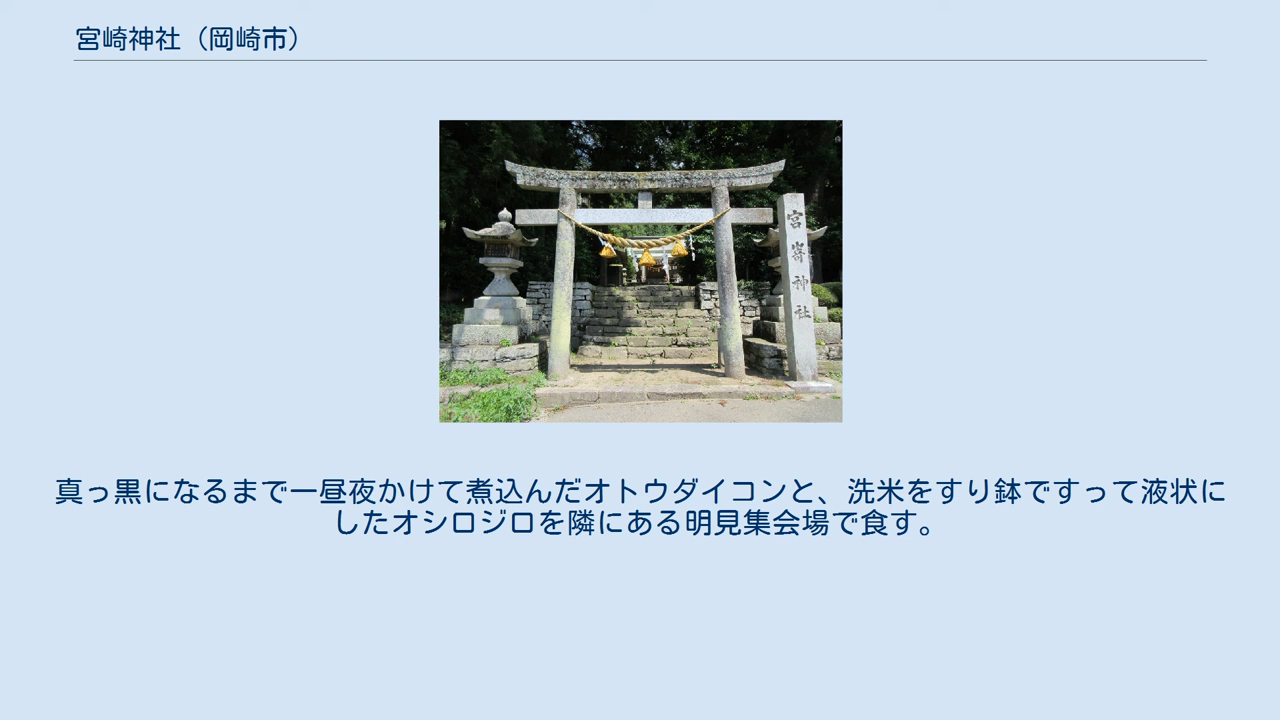 宮崎神社（岡崎市）
宮
嵜
神
社
真っ黒になるまで一昼夜かけて煮込んだオトウダイコンと、洗米をすり鉢ですって液状に
したオシロジロを隣にある明見集会場で食す。